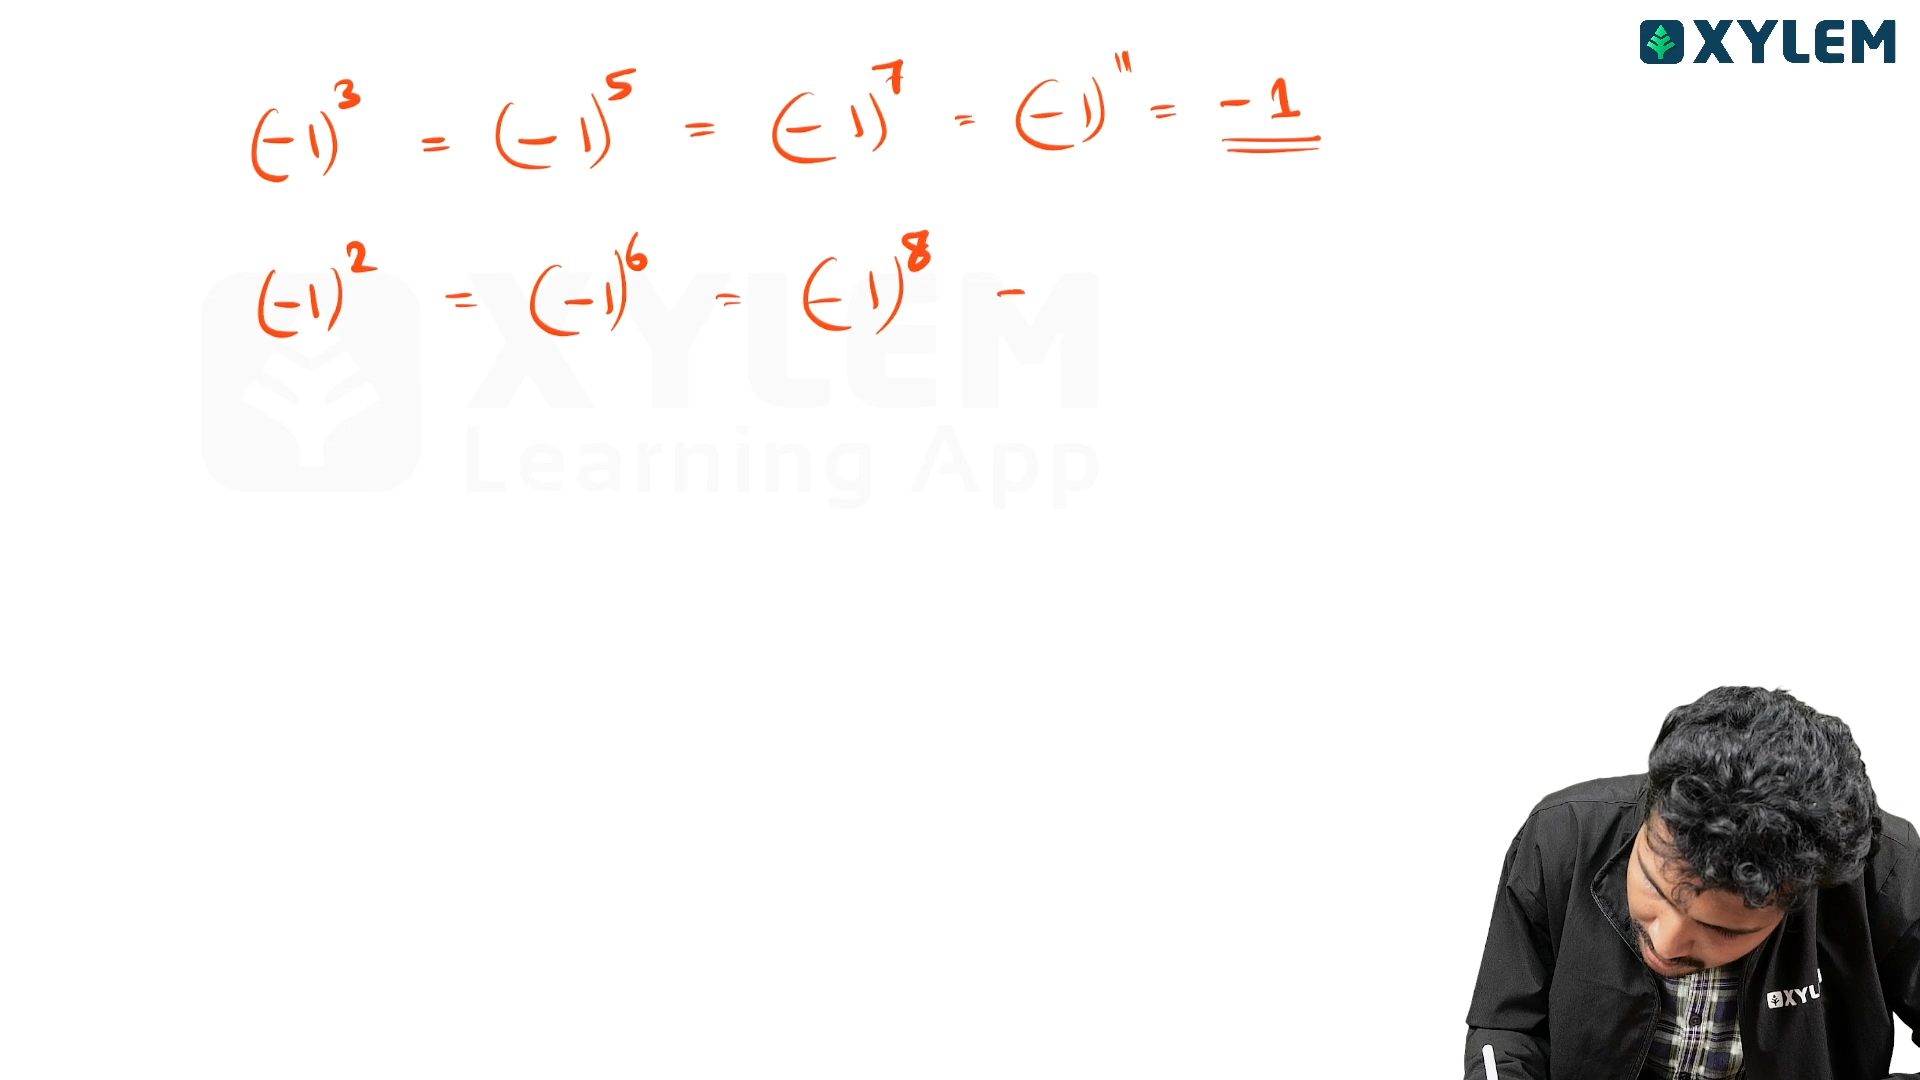 XYLEM
(-1)³ = (-1)⁵ = (-1)⁷ = (-1)¹¹ = -1
(-1)² = (-1)⁶ = (-1)⁸ -
XYLEM
Learning App
XYL